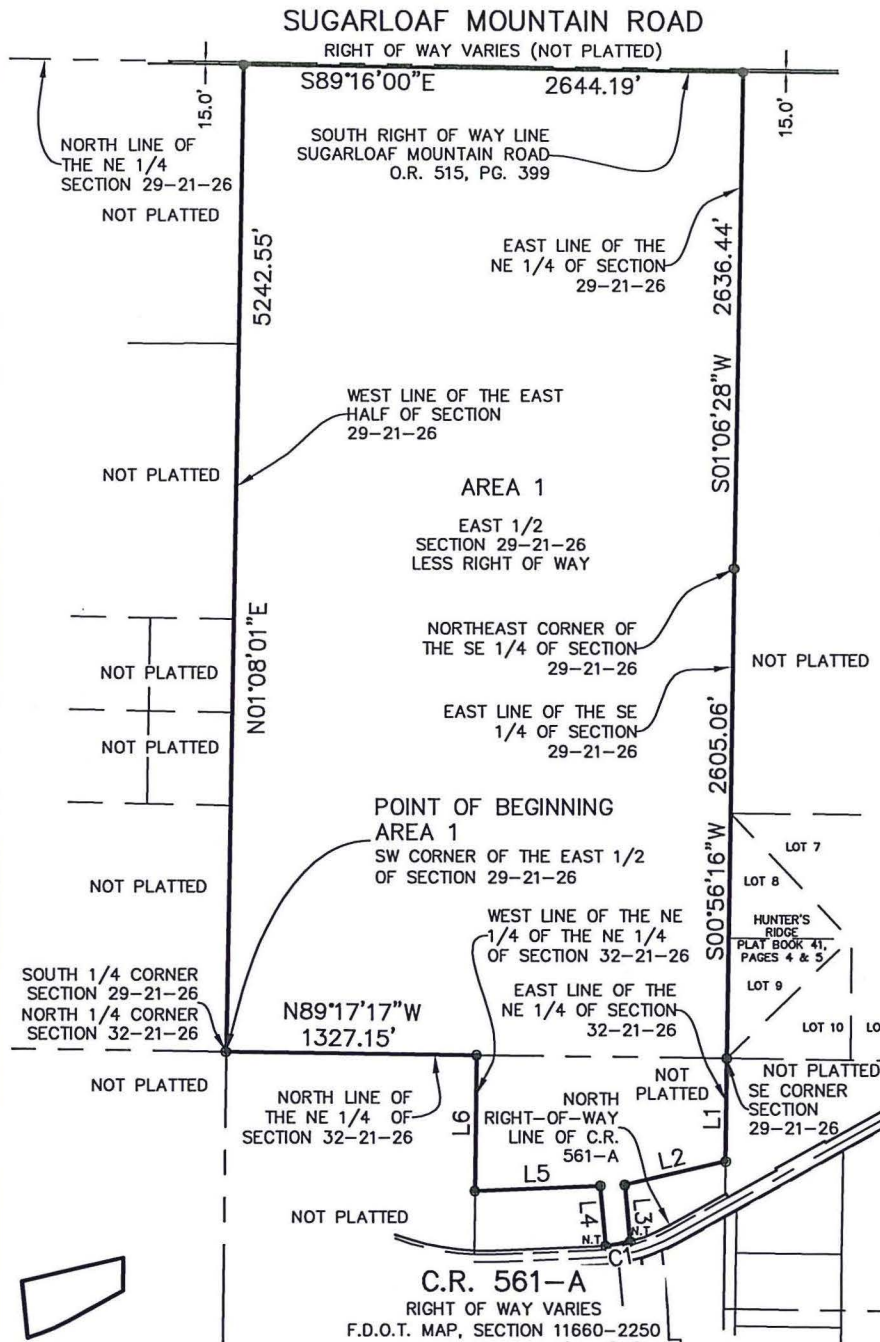 SUGARLOAF MOUNTAIN ROAD
RIGHT OF WAY VARIES (NOT PLATTED)
S89°16'00"E
2644.19'
15.0'
15.0'
NORTH LINE OF
THE NE 1/4
SECTION 29-21-26
NOT PLATTED
SOUTH RIGHT OF WAY LINE
SUGARLOAF MOUNTAIN ROAD
O.R. 515, PG. 399
5242.55'
EAST LINE OF THE
NE 1/4 OF SECTION
29-21-26
2636.44'
S01°06'28"W
WEST LINE OF THE EAST
HALF OF SECTION
29-21-26
NOT PLATTED
AREA 1
EAST 1/2
SECTION 29-21-26
LESS RIGHT OF WAY
N01°08'01"E
NORTHEAST CORNER OF
THE SE 1/4 OF SECTION
29-21-26
NOT PLATTED
NOT PLATTED
EAST LINE OF THE SE
1/4 OF SECTION
29-21-26
NOT PLATTED
2605.06'
S00°56'16"W
POINT OF BEGINNING
AREA 1
SW CORNER OF THE EAST 1/2
OF SECTION 29-21-26
NOT PLATTED
LOT 7
LOT 8
HUNTER'S
RIDGE
PLAT BOOK 41,
PAGES 4 & 5
LOT 9
LOT 10
LO
WEST LINE OF THE NE
1/4 OF THE NE 1/4
OF SECTION 32-21-26
SOUTH 1/4 CORNER
SECTION 29-21-26
NORTH 1/4 CORNER
SECTION 32-21-26
N89°17'17"W
1327.15'
EAST LINE OF THE
NE 1/4 OF SECTION
32-21-26
NOT PLATTED
NORTH LINE OF
THE NE 1/4 OF
SECTION 32-21-26
L6
NOT
PLATTED
NORTH
RIGHT-OF-WAY
LINE OF C.R.
561-A
L1
NOT PLATTED
SE CORNER
SECTION
29-21-26
L5
L2
L4
L3
N.T.
N.T.
C1
NOT PLATTED
C.R. 561-A
RIGHT OF WAY VARIES
F.D.O.T. MAP, SECTION 11660-2250